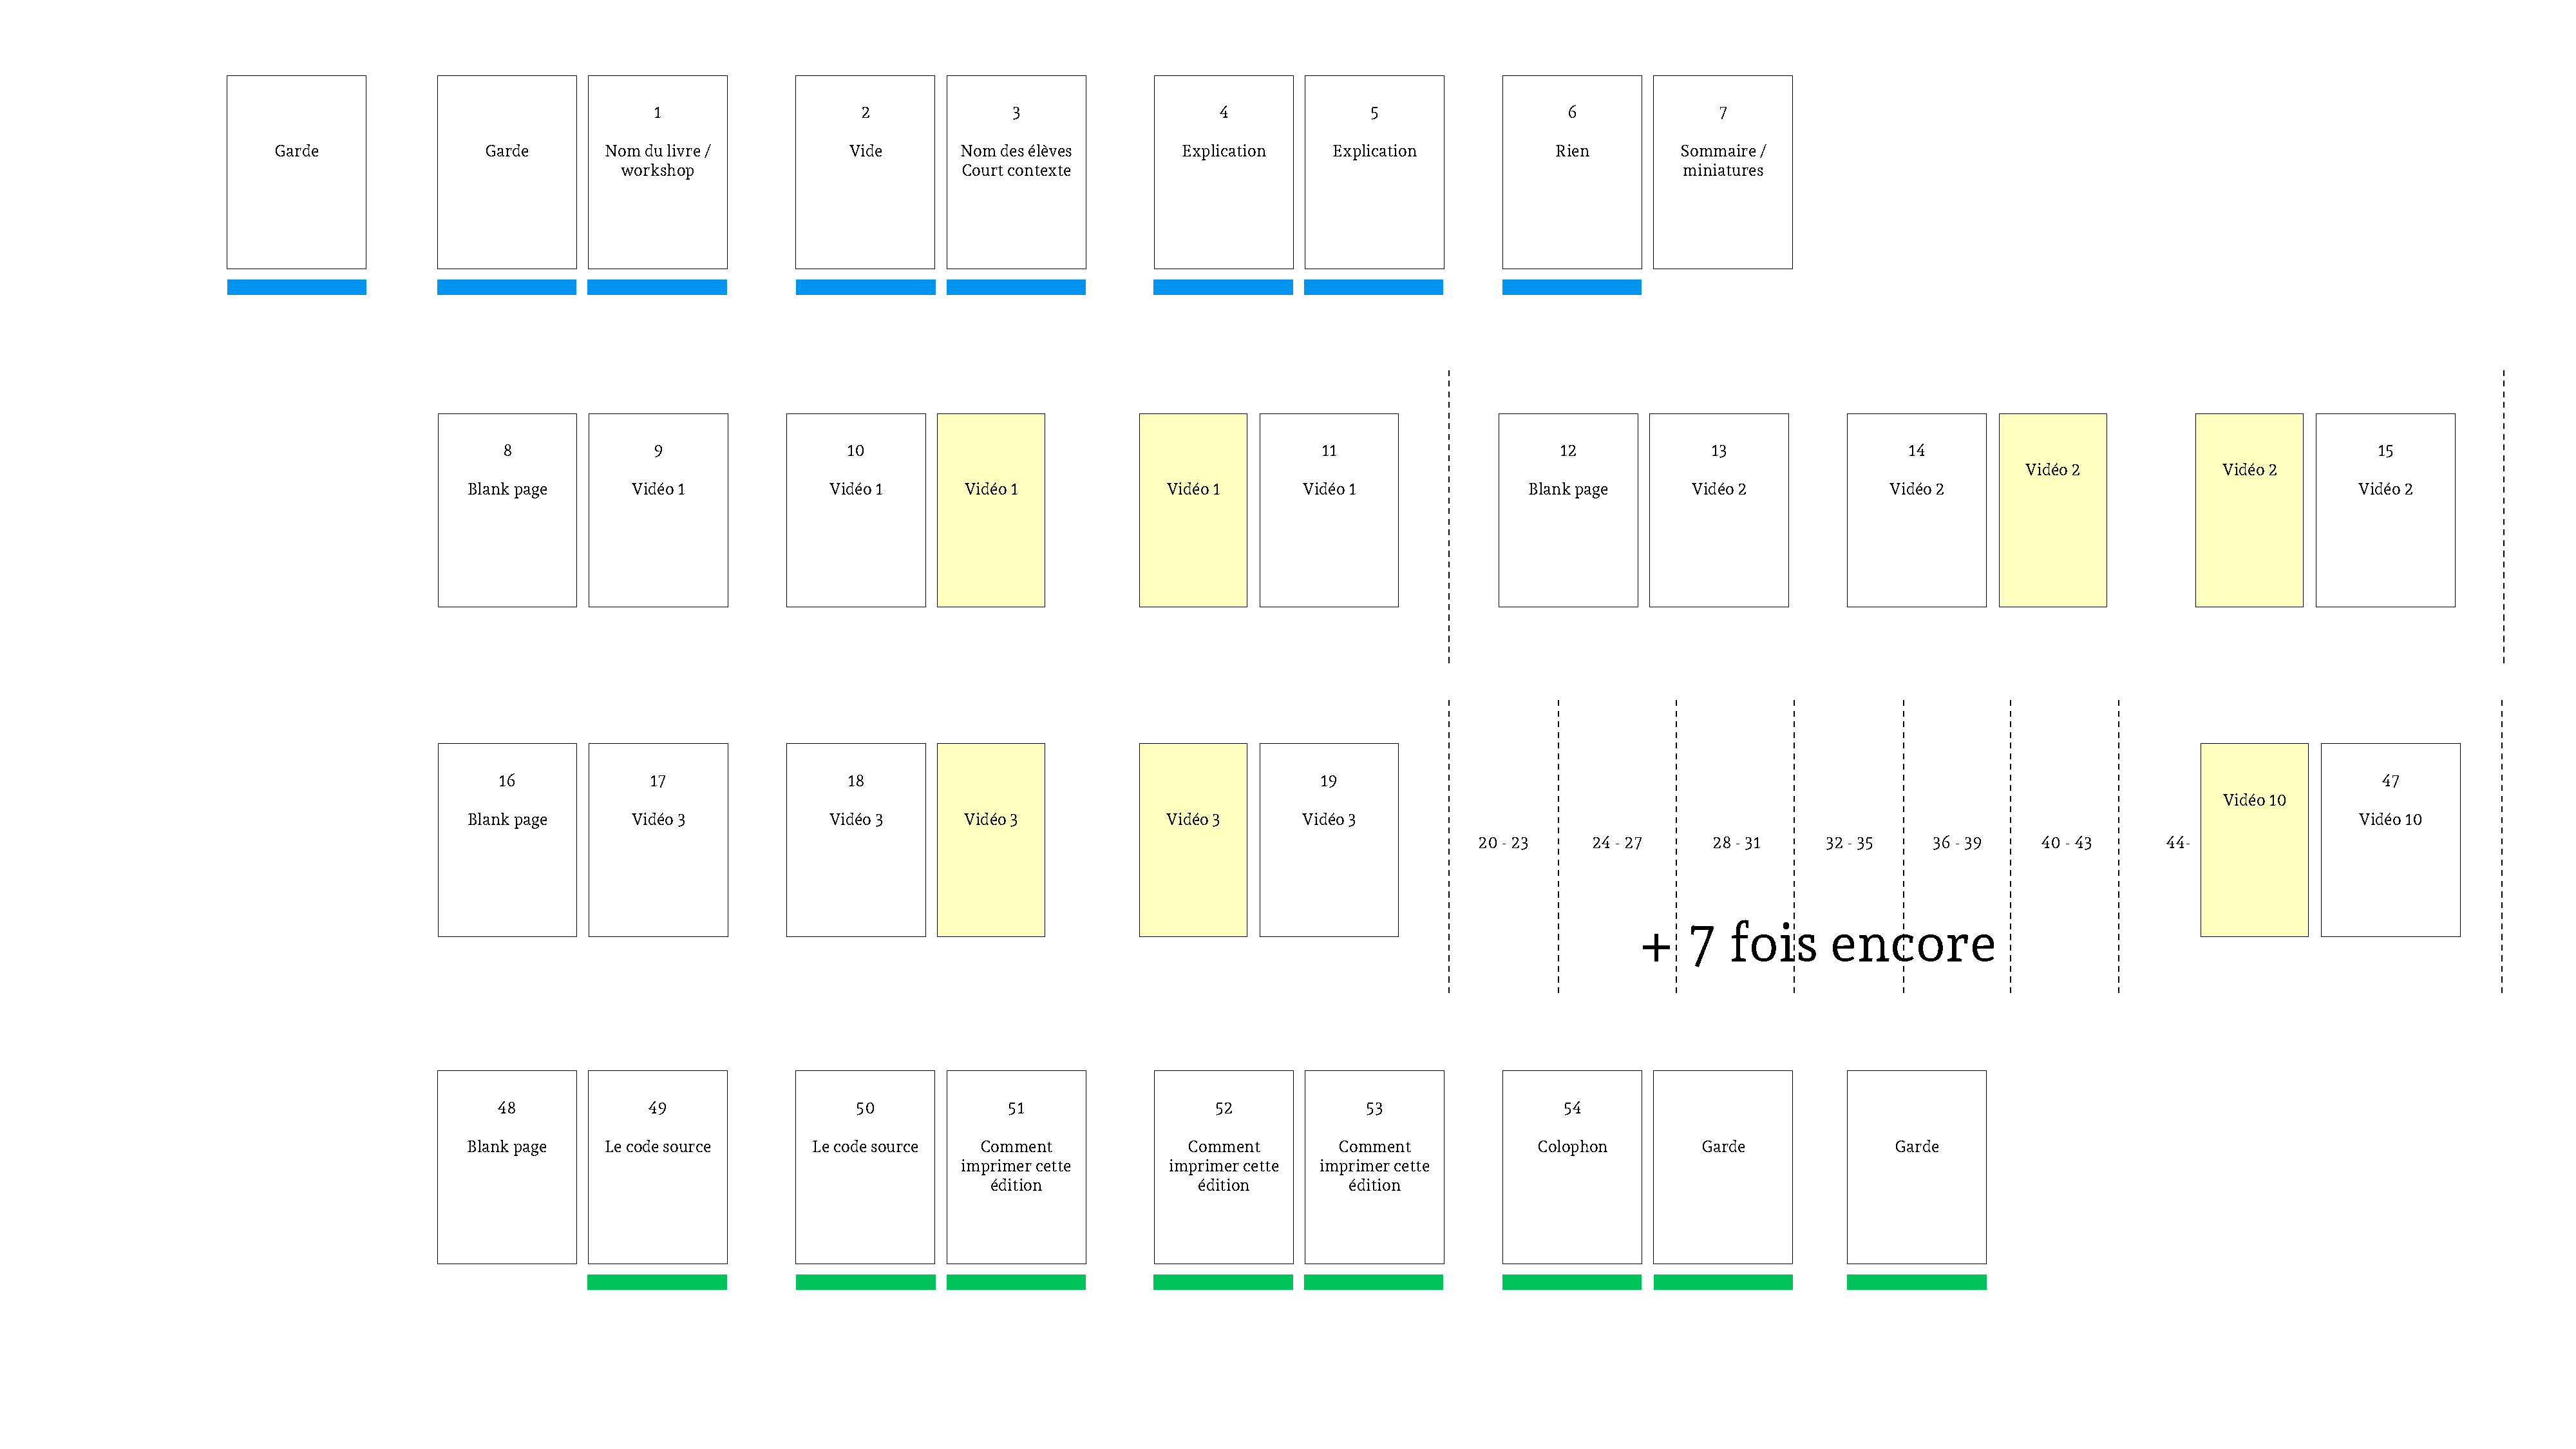 Garde
Garde
1
Nom du livre /
workshop
2
Vide
3
Nom des élèves
Court contexte
4
Explication
5
Explication
6
Rien
7
Sommaire /
miniatures
8
Blank page
9
Vidéo 1
10
Vidéo 1
Vidéo 1
Vidéo 1
11
Vidéo 1
12
Blank page
13
Vidéo 2
14
Vidéo 2
Vidéo 2
Vidéo 2
15
Vidéo 2
16
Blank page
17
Vidéo 3
18
Vidéo 3
Vidéo 3
Vidéo 3
19
Vidéo 3
20 - 23
24 - 27
28 - 31
32 - 35
36 - 39
40 - 43
44-
+ 7 fois encore
Vidéo 10
47
Vidéo 10
48
Blank page
49
Le code source
50
Le code source
51
Comment
imprimer cette
édition
52
Comment
imprimer cette
édition
53
Comment
imprimer cette
édition
54
Colophon
Garde
Garde